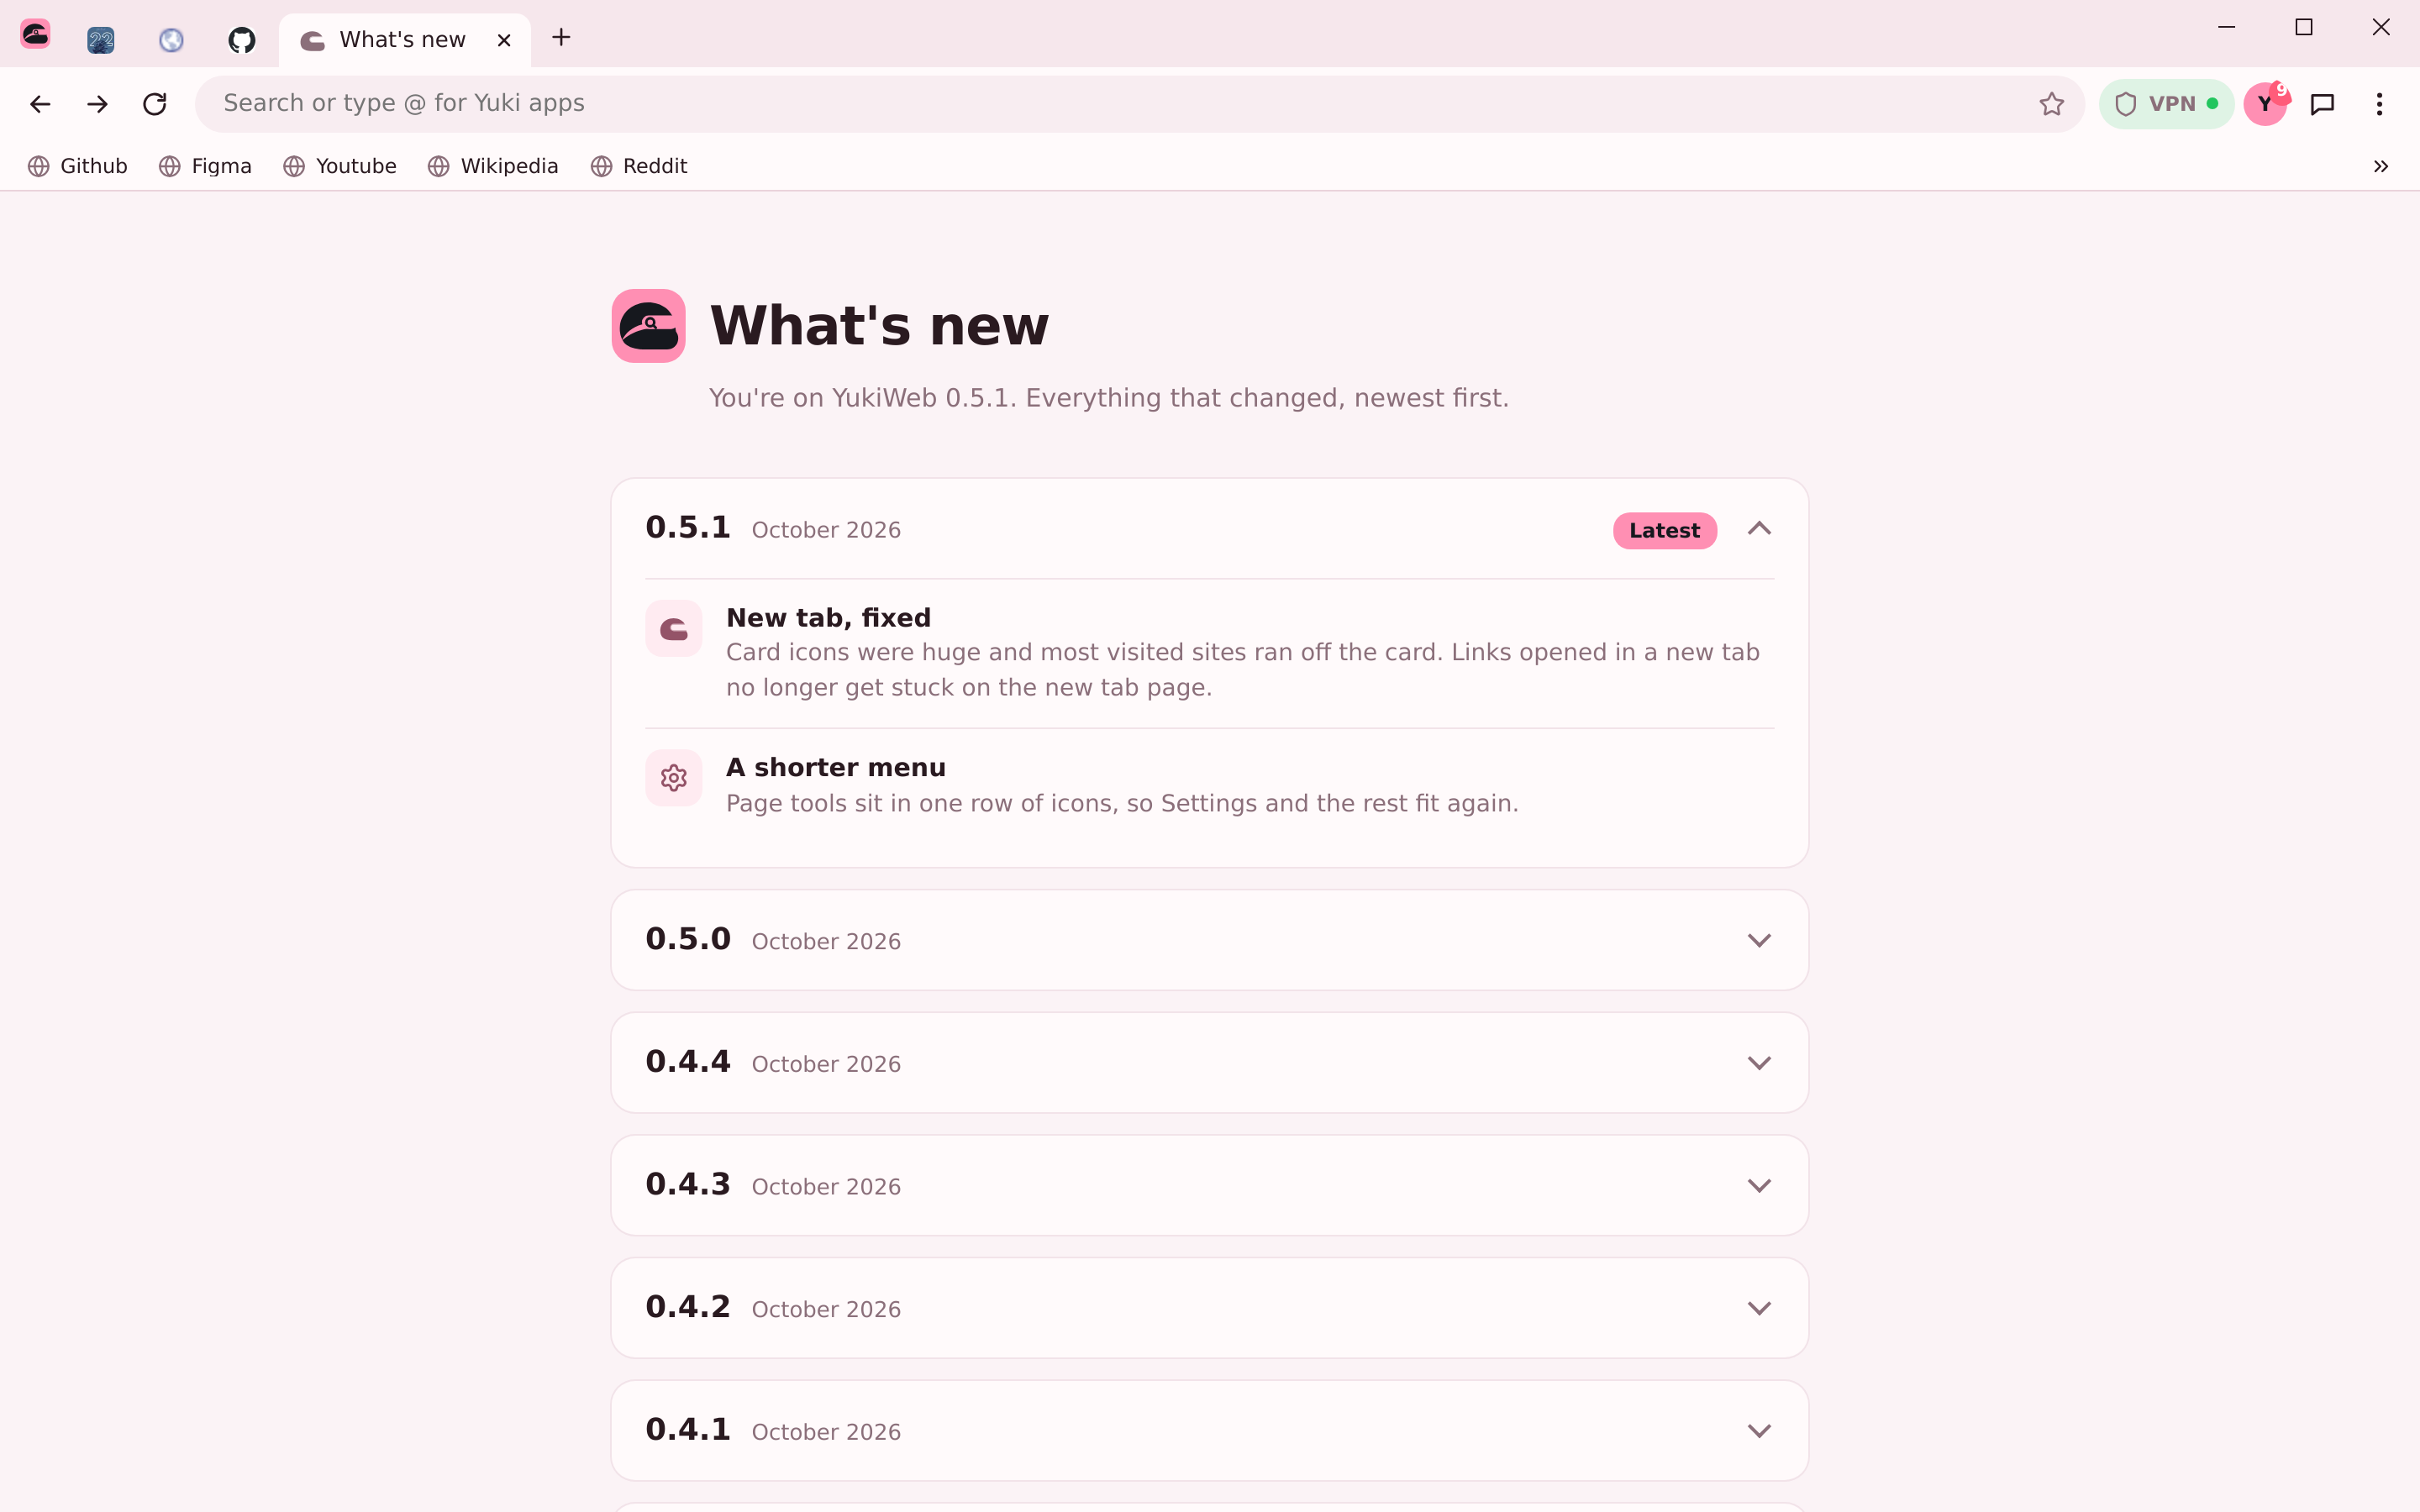 22
What's new
Search or type @ for Yuki apps
VPN
Y
9
Github
Figma
Youtube
Wikipedia
Reddit
What's new
You're on YukiWeb 0.5.1. Everything that changed, newest first.
0.5.1 October 2026
Latest
New tab, fixed
Card icons were huge and most visited sites ran off the card. Links opened in a new tab
no longer get stuck on the new tab page.
A shorter menu
Page tools sit in one row of icons, so Settings and the rest fit again.
0.5.0 October 2026
0.4.4 October 2026
0.4.3 October 2026
0.4.2 October 2026
0.4.1 October 2026